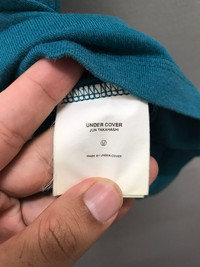 UNDER COVER
JUN TAKAHASHI
U
MADE BY UNDER COVER